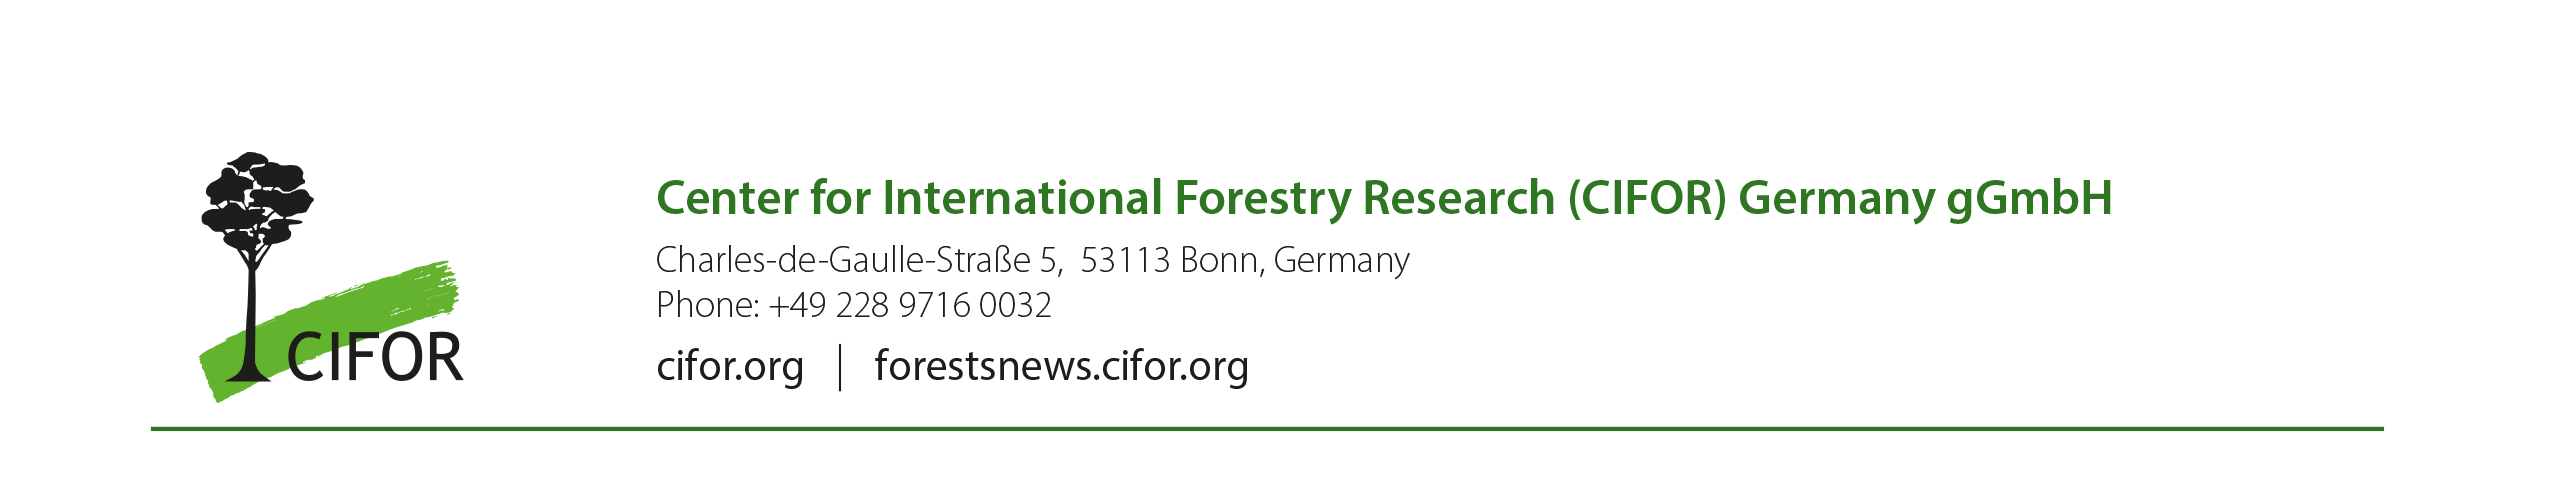 CIFOR
Center for International Forestry Research (CIFOR) Germany gGmbH
Charles-de-Gaulle-Straße 5,  53113 Bonn, Germany
Phone: +49 228 9716 0032
cifor.org | forestsnews.cifor.org